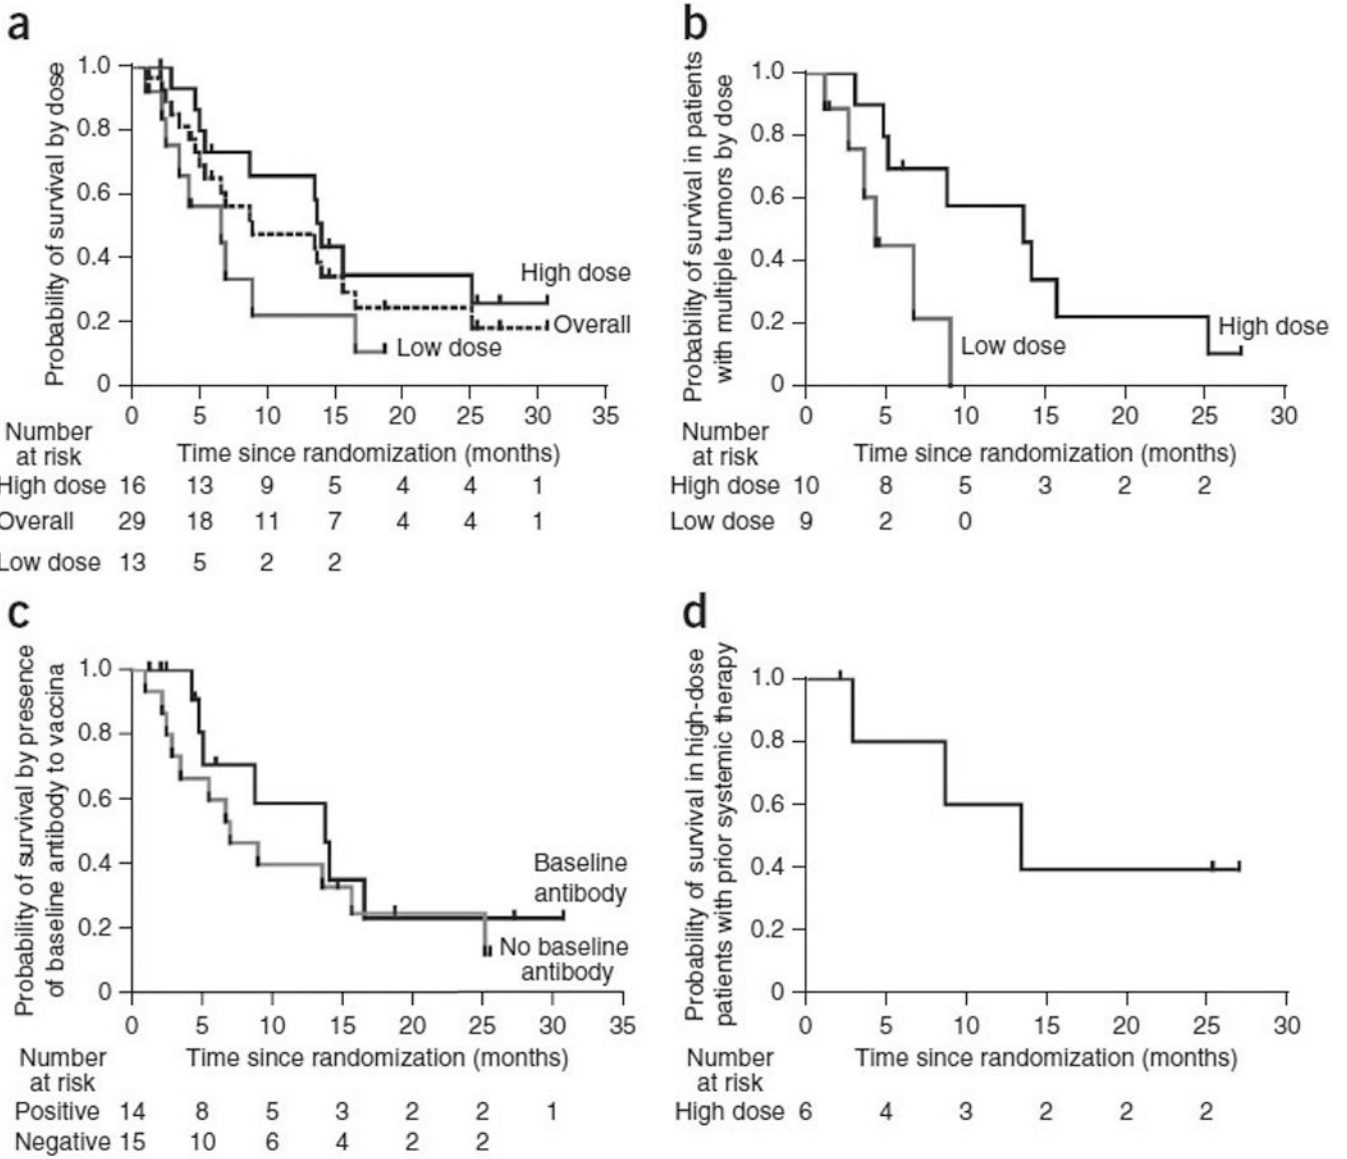 a
Probability of survival by dose
1.0
0.8
0.6
0.4
0.2
0
High dose
Overall
Low dose
0 5 10 15 20 25 30 35
Time since randomization (months)
Number
at risk
High dose 16 13 9 5 4 4 1
Overall 29 18 11 7 4 4 1
Low dose 13 5 2 2
b
Probability of survival in patients
with multiple tumors by dose
1.0
0.8
0.6
0.4
0.2
0
High dose
Low dose
0 5 10 15 20 25 30
Time since randomization (months)
Number
at risk
High dose 10 8 5 3 2 2
Low dose 9 2 0
c
Probability of survival by presence
of baseline antibody to vaccina
1.0
0.8
0.6
0.4
0.2
0
Baseline
antibody
No baseline
antibody
0 5 10 15 20 25 30 35
Time since randomization (months)
Number
at risk
Positive 14 8 5 3 2 2 1
Negative 15 10 6 4 2 2
d
Probability of survival in high-dose
patients with prior systemic therapy
1.0
0.8
0.6
0.4
0.2
0
0 5 10 15 20 25 30
Time since randomization (months)
Number
at risk
High dose 6 4 3 2 2 2